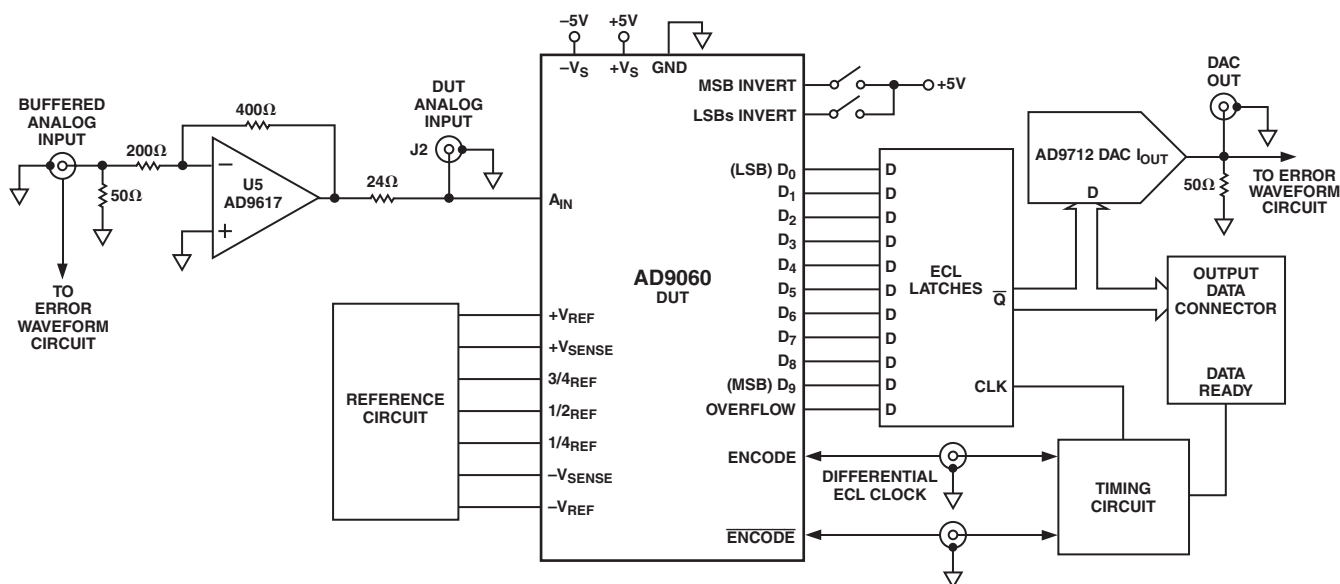 –5V
+5V
–VS
+VS
GND
BUFFERED
ANALOG
INPUT
200Ω
400Ω
50Ω
U5
AD9617
–
+
24Ω
DUT
ANALOG
INPUT
J2
TO
ERROR
WAVEFORM
CIRCUIT
REFERENCE
CIRCUIT
AIN
+VREF
+VSENSE
3/4REF
1/2REF
1/4REF
–VSENSE
–VREF
AD9060
DUT
MSB INVERT
LSBs INVERT
+5V
(LSB) D0
D1
D2
D3
D4
D5
D6
D7
D8
(MSB) D9
OVERFLOW
ENCODE
ENCODE
D
D
D
D
D
D
D
D
D
D
D
ECL
LATCHES
Q
CLK
DIFFERENTIAL
ECL CLOCK
AD9712 DAC IOUT
D
DAC
OUT
50Ω
TO ERROR
WAVEFORM
CIRCUIT
OUTPUT
DATA
CONNECTOR
DATA
READY
TIMING
CIRCUIT